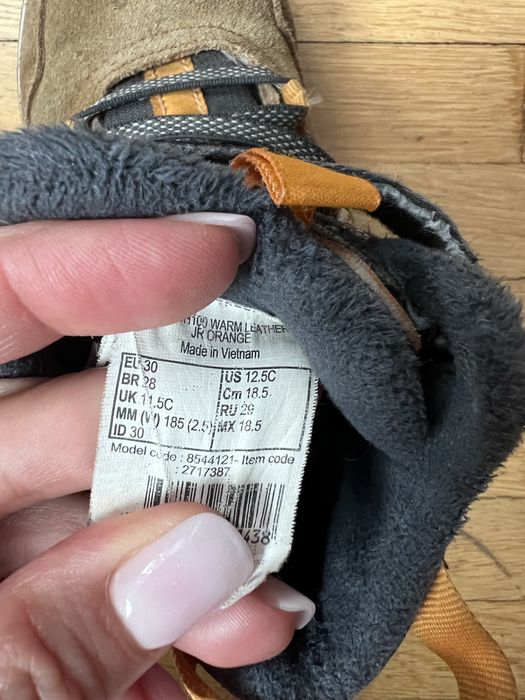 WARM LEATHER
JR ORANGE
Made in Vietnam
EU 30 US 12.5C
BR 28 Cm 18.5
UK 11.5C RU 29
MM (W) 185 (2.5) MX 18.5
ID 30
Model code : 8544121- Item code
: 2717387